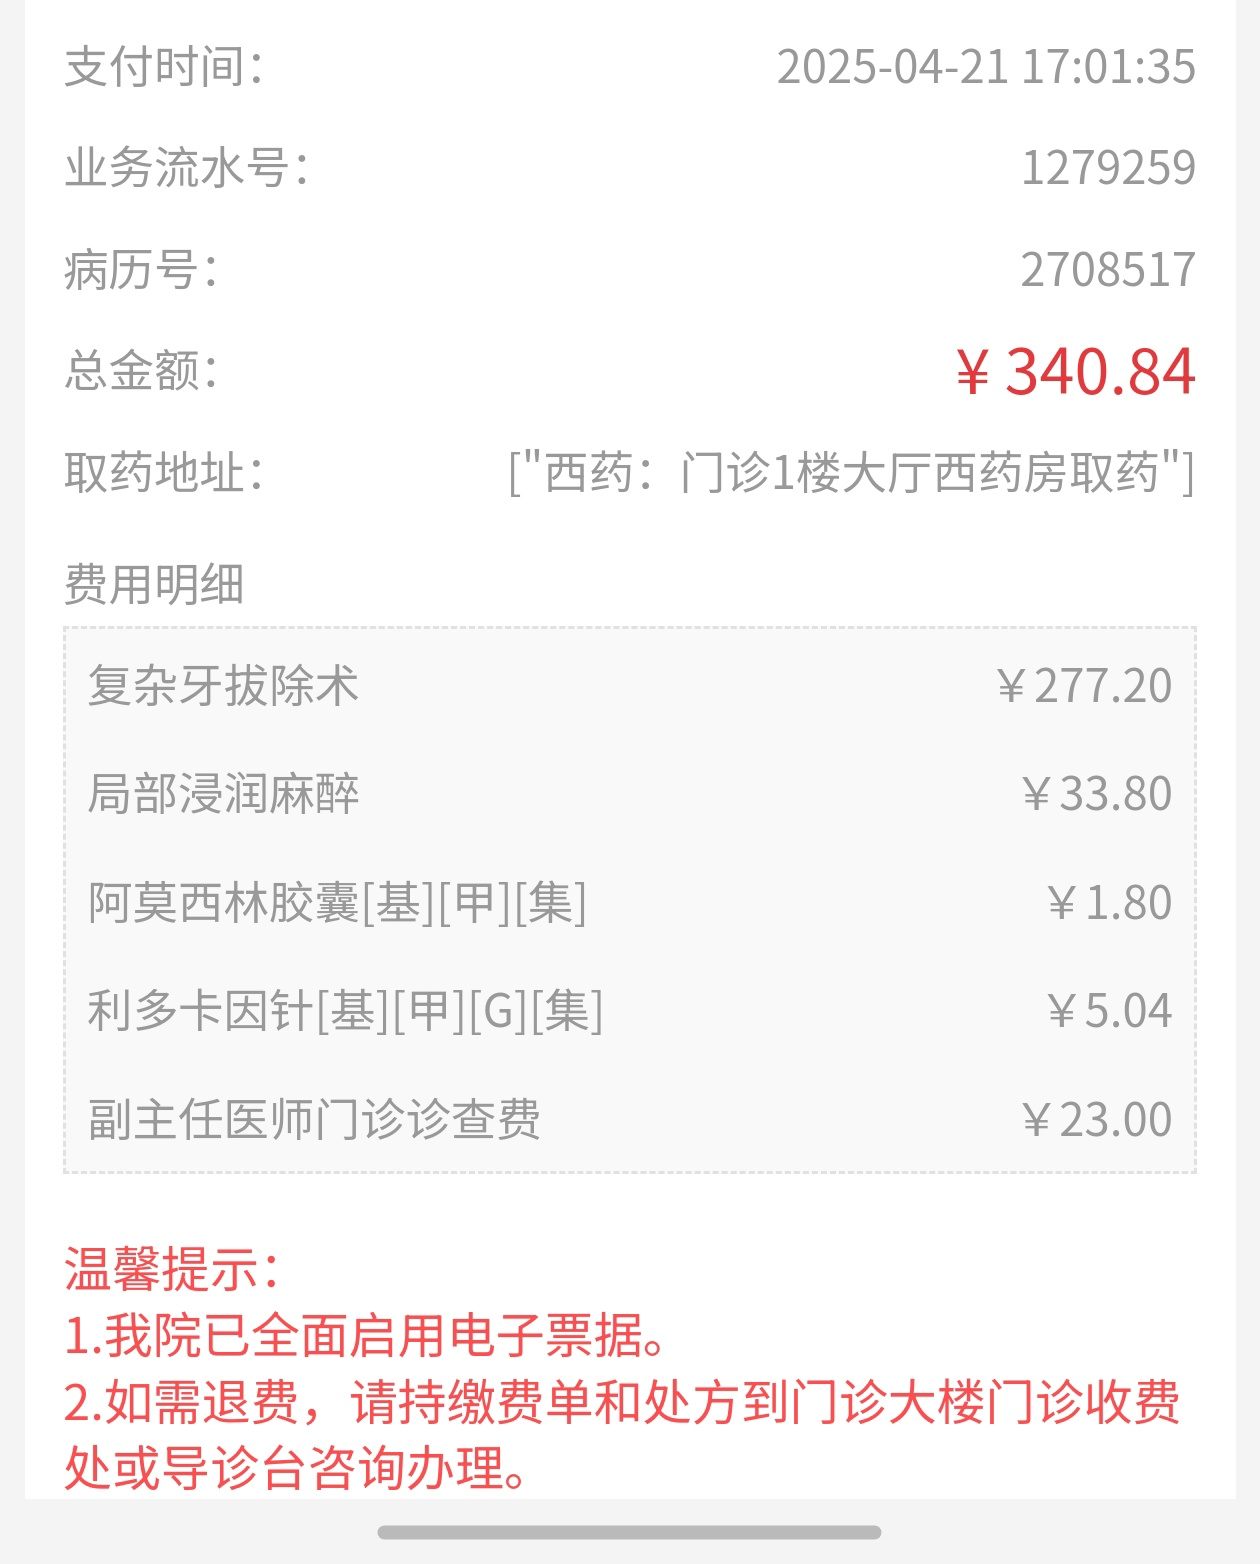 支付时间： 2025-04-21 17:01:35
业务流水号： 1279259
病历号： 2708517
总金额： ¥ 340.84
取药地址： ["西药：门诊1楼大厅西药房取药"]
费用明细
复杂牙拔除术 ￥277.20
局部浸润麻醉 ￥33.80
阿莫西林胶囊[基][甲][集] ￥1.80
利多卡因针[基][甲][G][集] ￥5.04
副主任医师门诊诊查费 ￥23.00
温馨提示：
1.我院已全面启用电子票据。
2.如需退费，请持缴费单和处方到门诊大楼门诊收费
处或导诊台咨询办理。